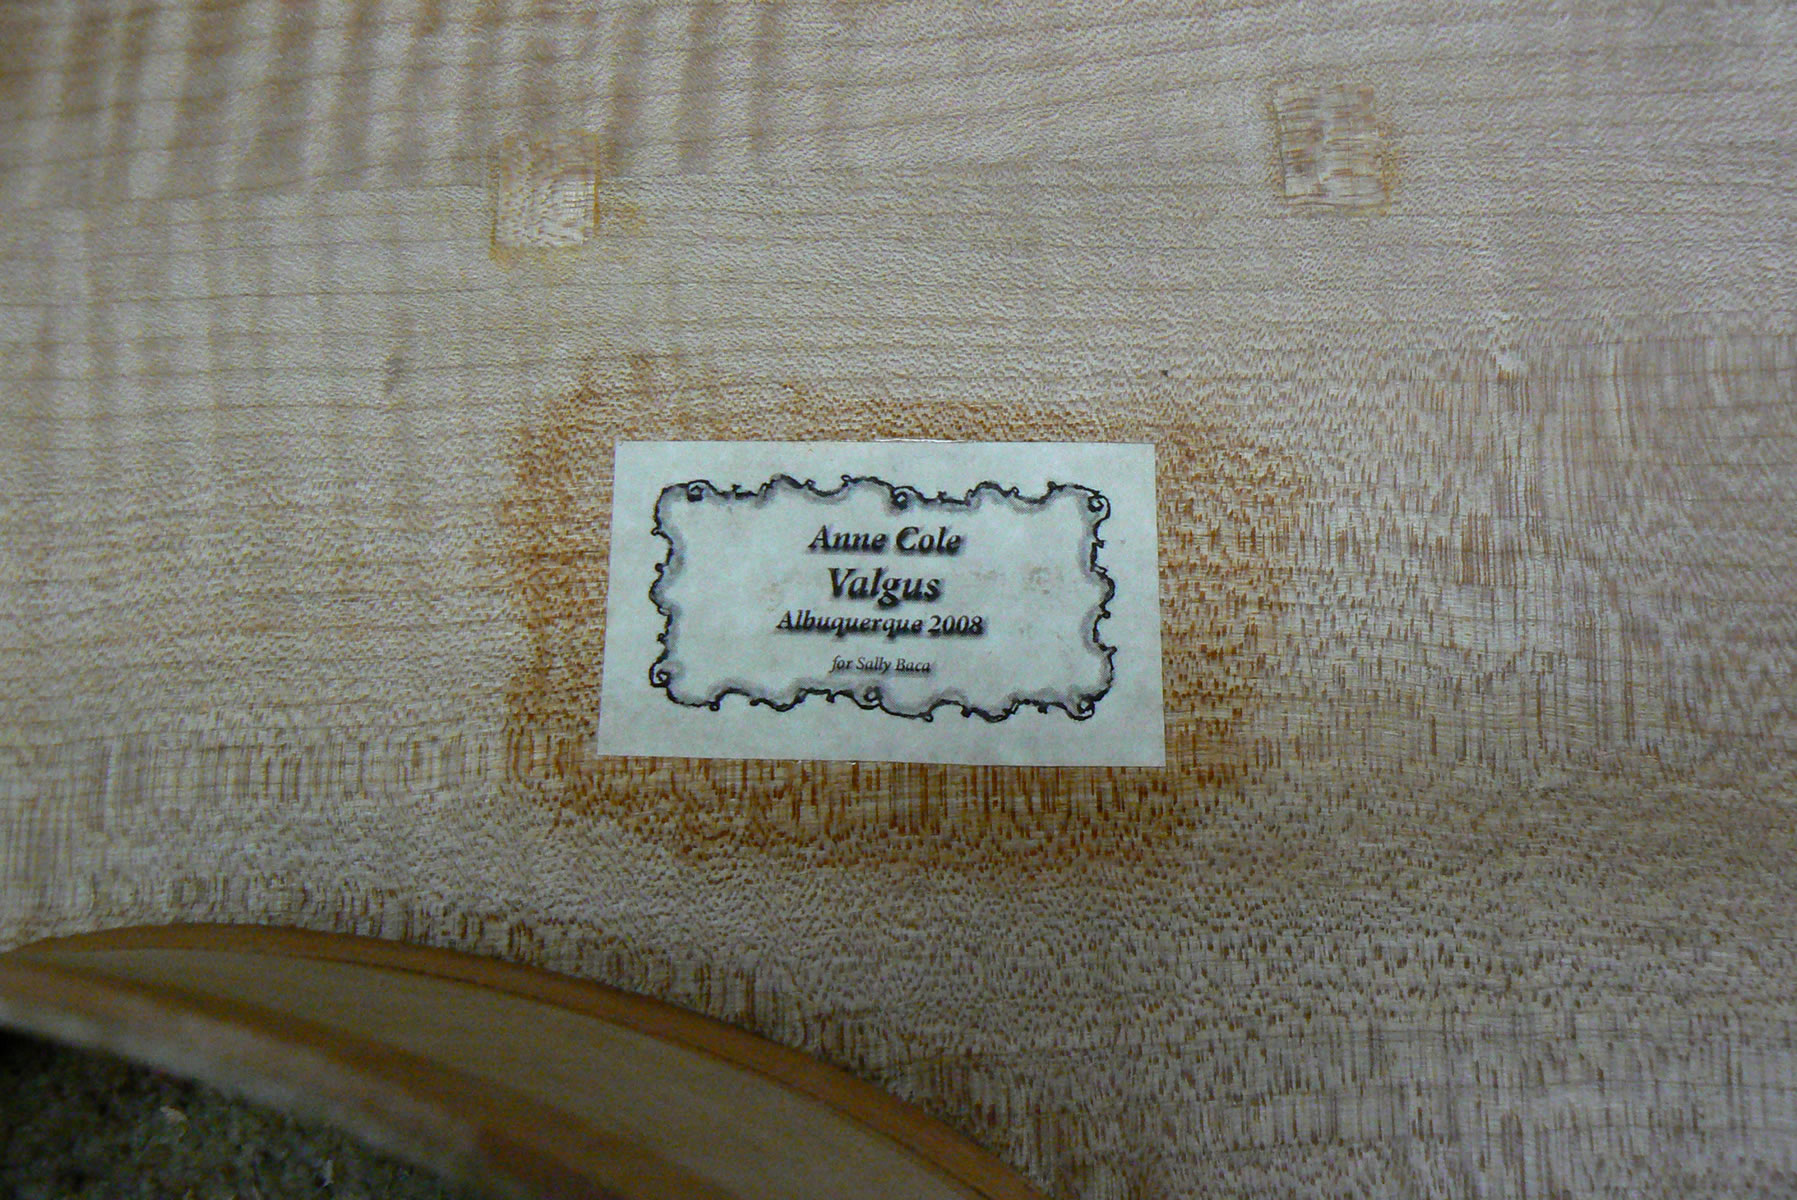 Anne Cole
Valgus
Albuquerque 2008
for Sally Baca